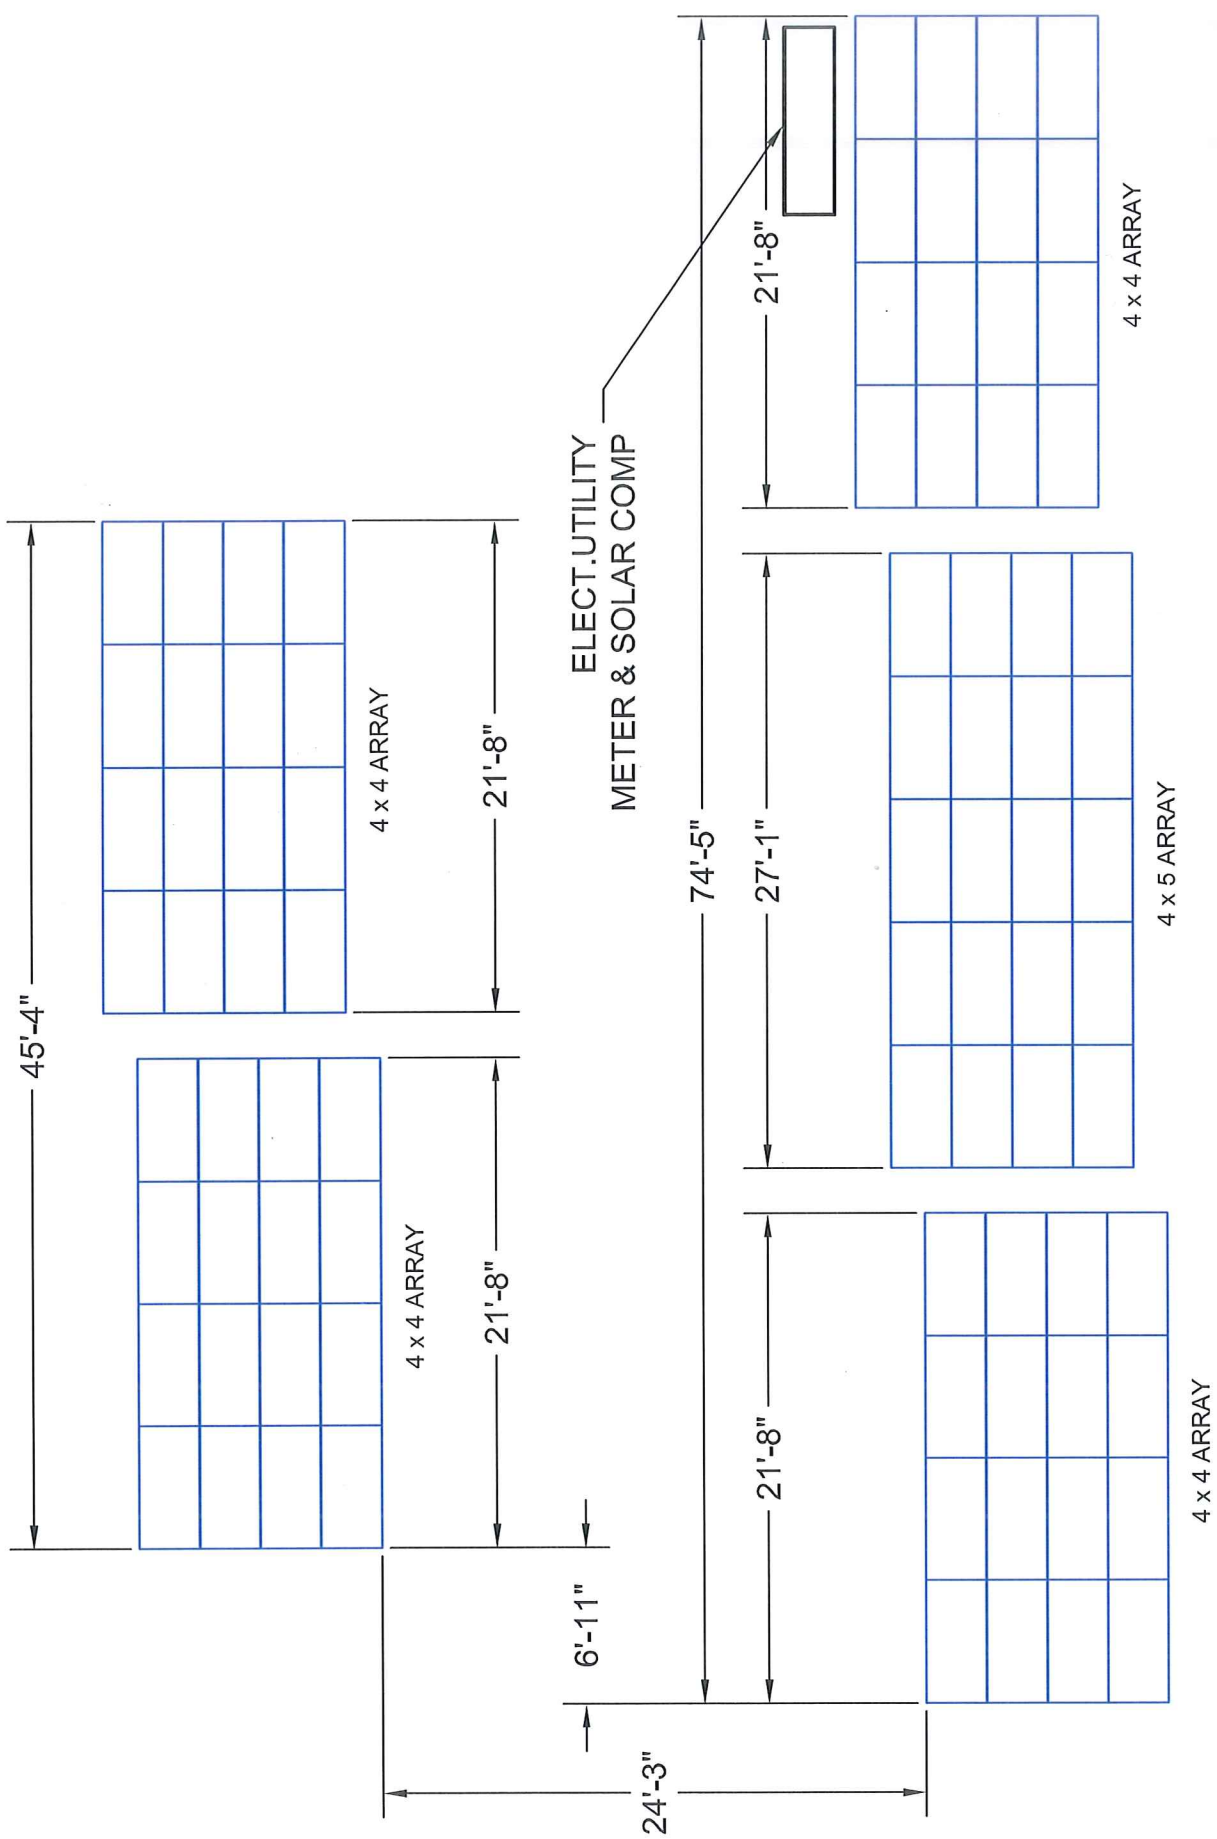 45'-4"
4 x 4 ARRAY
4 x 4 ARRAY
21'-8"
21'-8"
6'-11"
ELECT.UTILITY
METER & SOLAR COMP
24'-3"
74'-5"
21'-8"
27'-1"
21'-8"
4 x 4 ARRAY
4 x 5 ARRAY
4 x 4 ARRAY